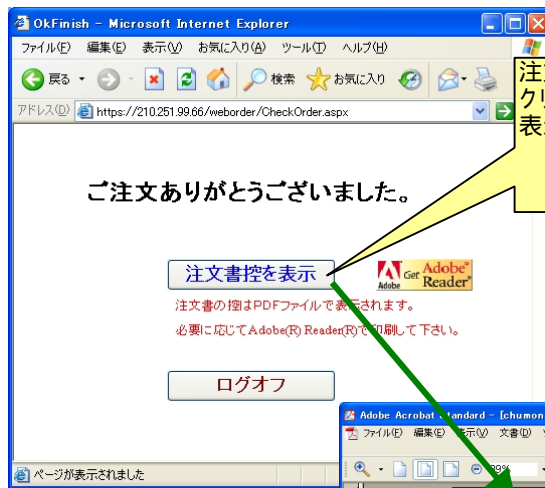 OkFinish - Microsoft Internet Explorer
ファイル(F) 編集(E) 表示(V) お気に入り(A) ツール(T) ヘルプ(H)
戻る 検索 お気に入り
アドレス(D) https://210.251.99.66/weborder/CheckOrder.aspx
注
クリ
表
ご注文ありがとうございました。
注文書控を表示
Get Adobe Reader
Adobe
注文書の控はPDFファイルで表示されます。
必要に応じてAdobe(R) Reader(R)で印刷して下さい。
ログオフ
Adobe Acrobat Standard - [chumon
ファイル(F) 編集(E) 表示(V) 文書(D)
ページが表示されました